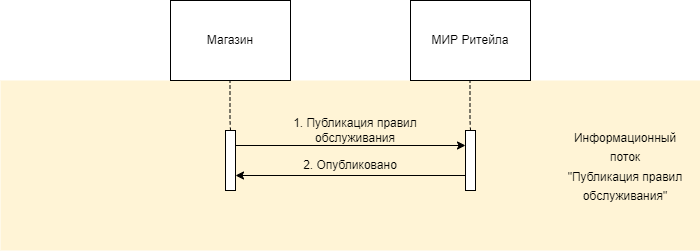 Магазин
МИР Ритейла
1. Публикация правил
обслуживания
2. Опубликовано
Информационный
поток
"Публикация правил
обслуживания"